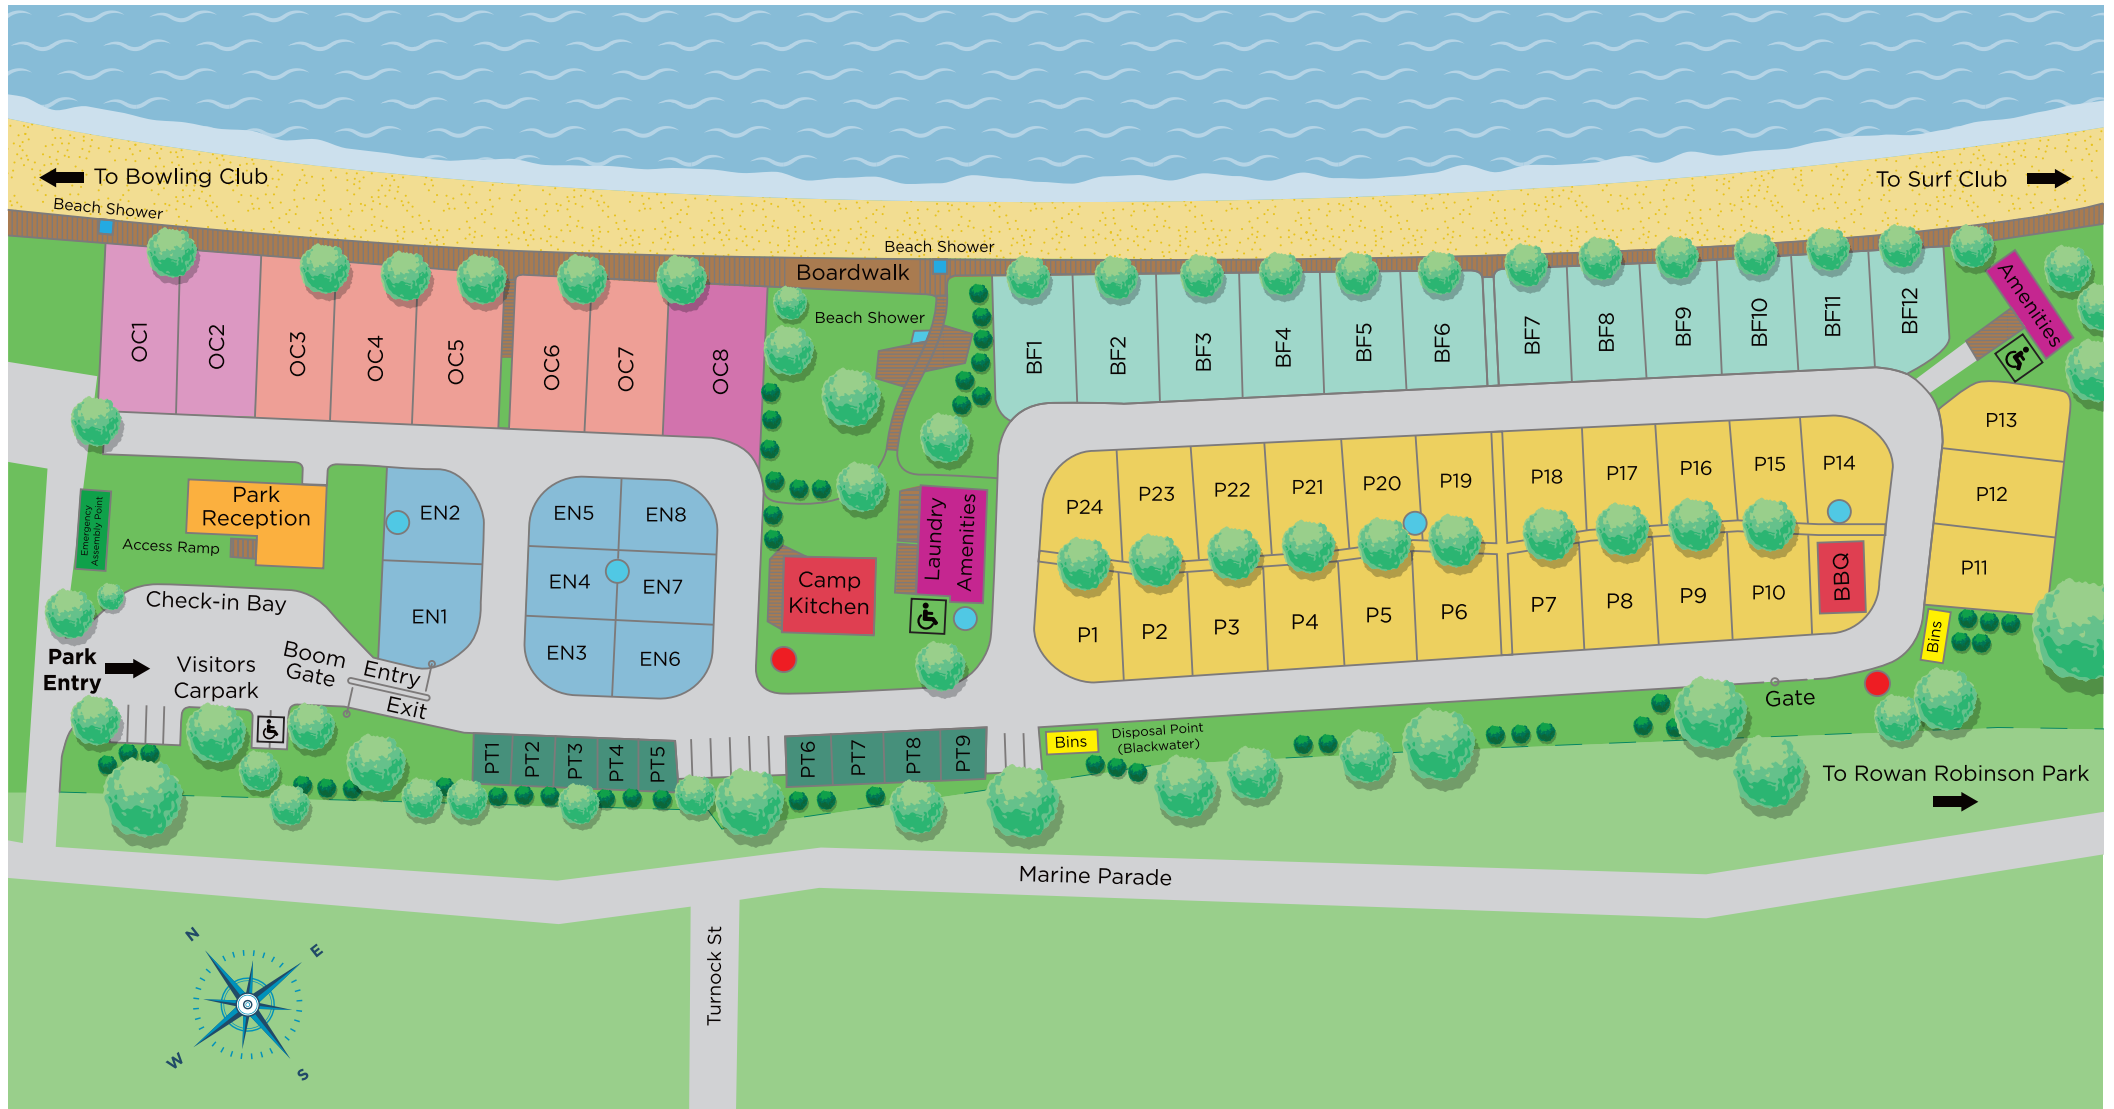 To Bowling Club
To Surf Club
Beach Shower
Beach Shower
Boardwalk
Beach Shower
Amenities
OC1
OC2
OC3
OC4
OC5
OC6
OC7
OC8
BF1
BF2
BF3
BF4
BF5
BF6
BF7
BF8
BF9
BF10
BF11
BF12
P13
P12
P11
P24
P23
P22
P21
P20
P19
P18
P17
P16
P15
P14
P1
P2
P3
P4
P5
P6
P7
P8
P9
P10
BBQ
Bins
Park
Reception
Access Ramp
Emergency
Assembly Point
EN2
EN1
EN5
EN8
EN4
EN7
EN3
EN6
Laundry
Amenities
Camp
Kitchen
Check-in Bay
Park
Entry
Visitors
Carpark
Boom
Gate
Entry
Exit
PT1
PT2
PT3
PT4
PT5
PT6
PT7
PT8
PT9
Bins
Disposal Point
(Blackwater)
Gate
To Rowan Robinson Park
Marine Parade
Turnock St
N
E
W
S